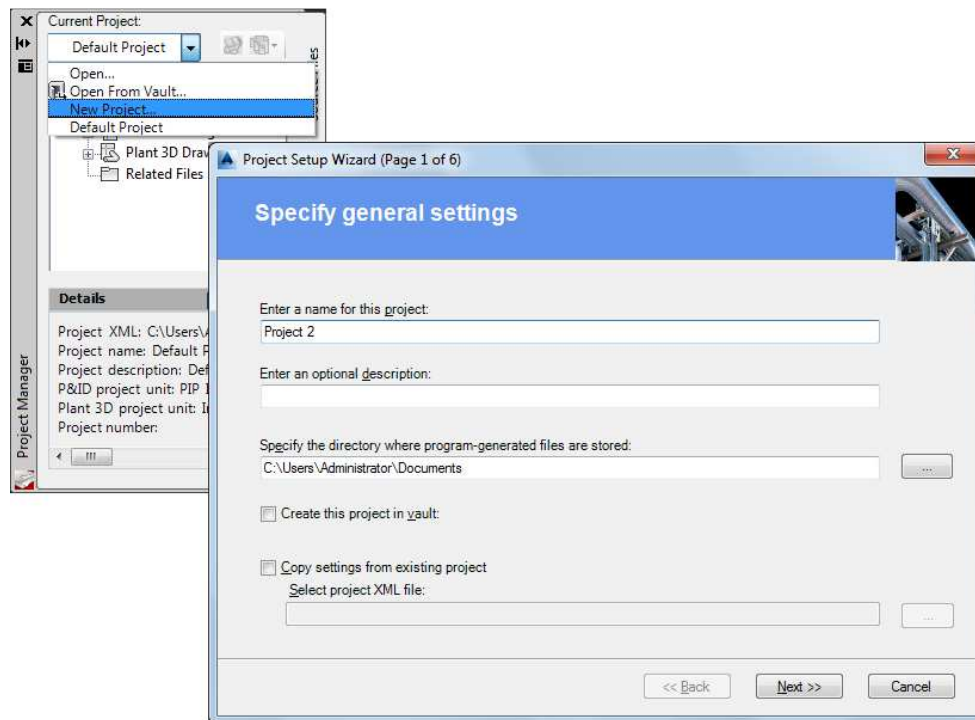 Current Project:
Default Project
Open...
Open From Vault...
New Project...
Default Project
Plant 3D Draw
Related Files
Details
Project XML: C:\Users\A
Project name: Default P
Project description: Def
P&ID project unit: PIP I
Plant 3D project unit: I
Project number:
Project Manager
Project Setup Wizard (Page 1 of 6)
Specify general settings
Enter a name for this project:
Project 2
Enter an optional description:
Specify the directory where program-generated files are stored:
C:\Users\Administrator\Documents
...
Create this project in vault:
Copy settings from existing project
Select project XML file:
...
<< Back
Next >>
Cancel